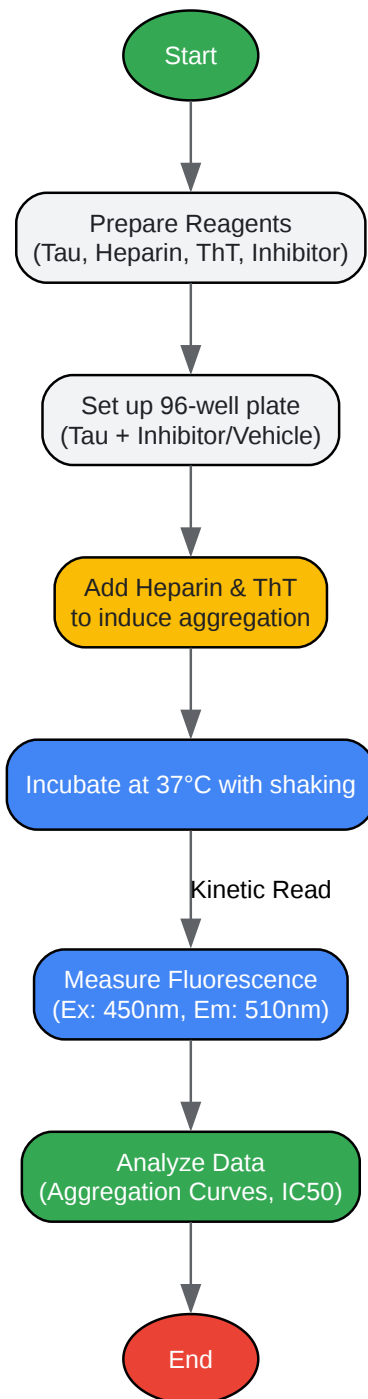 Start
Prepare Reagents
(Tau, Heparin, ThT, Inhibitor)
Set up 96-well plate
(Tau + Inhibitor/Vehicle)
Add Heparin & ThT
to induce aggregation
Incubate at 37°C with shaking
Kinetic Read
Measure Fluorescence
(Ex: 450nm, Em: 510nm)
Analyze Data
(Aggregation Curves, IC50)
End